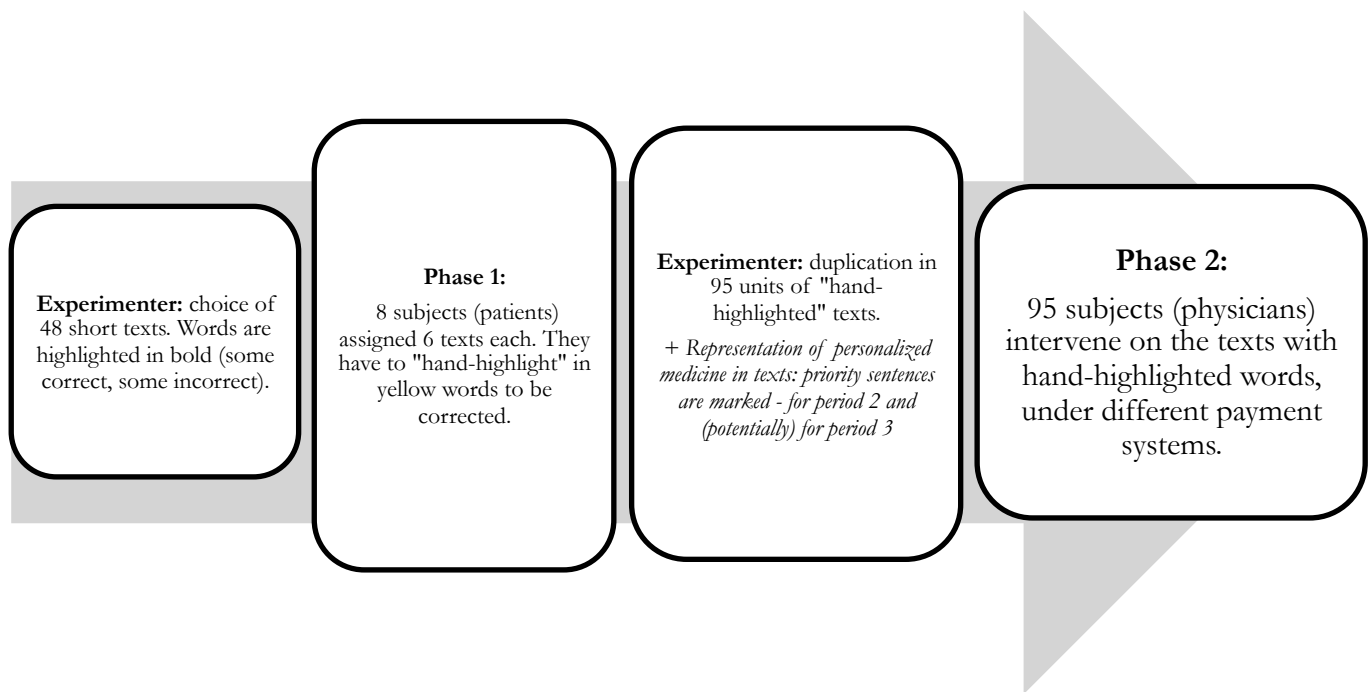 Experimenter: choice of
48 short texts. Words are
highlighted in bold (some
correct, some incorrect).
Phase 1:
8 subjects (patients)
assigned 6 texts each. They
have to "hand-highlight" in
yellow words to be
corrected.
Experimenter: duplication in
95 units of "hand-
highlighted" texts.
+ Representation of personalized
medicine in texts: priority sentences
are marked - for period 2 and
(potentially) for period 3
Phase 2:
95 subjects (physicians)
intervene on the texts with
hand-highlighted words,
under different payment
systems.